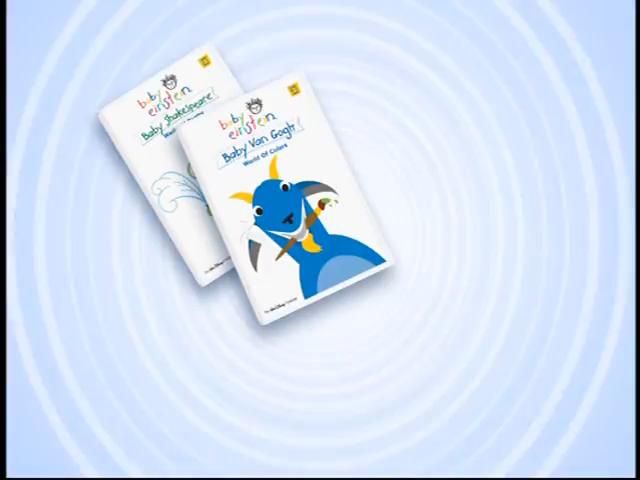 baby
einstein
Baby Shakespeare
baby
einstein
Baby Van Gogh
World Of Colors